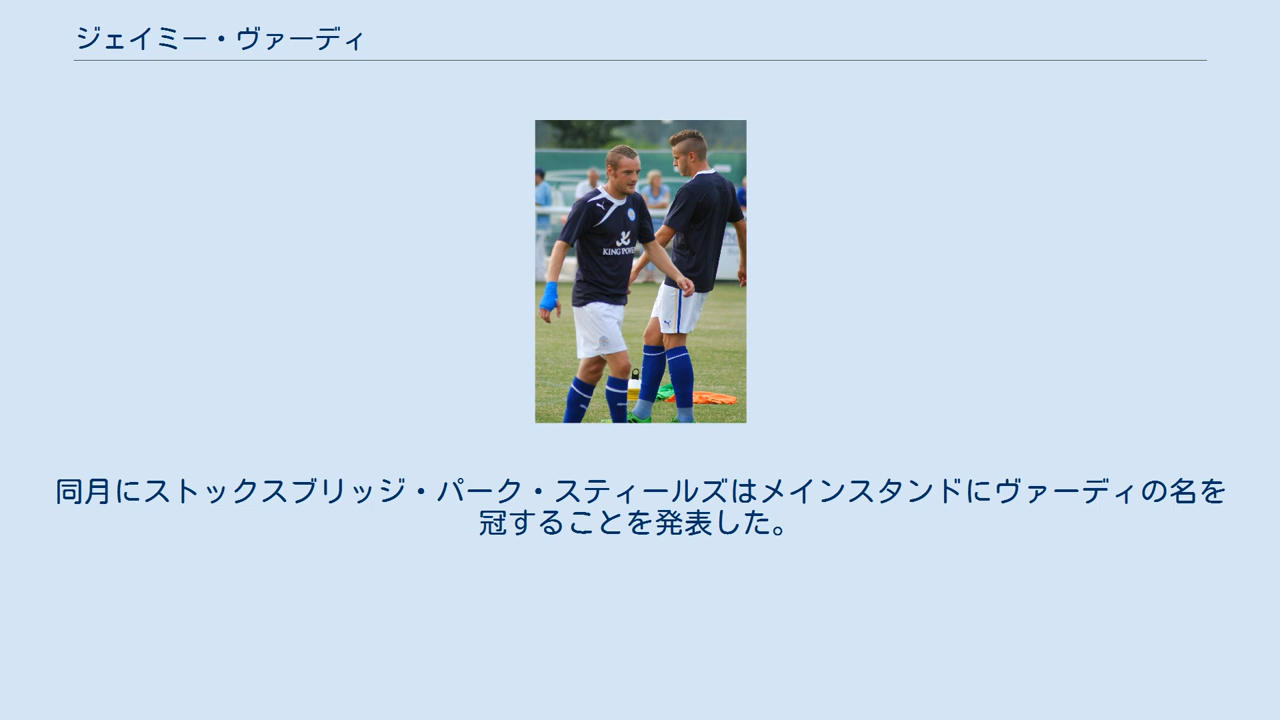 ジェイミー・ヴァーディ
KING POWER
同月にストックスブリッジ・パーク・スティールズはメインスタンドにヴァーディの名を
冠することを発表した。